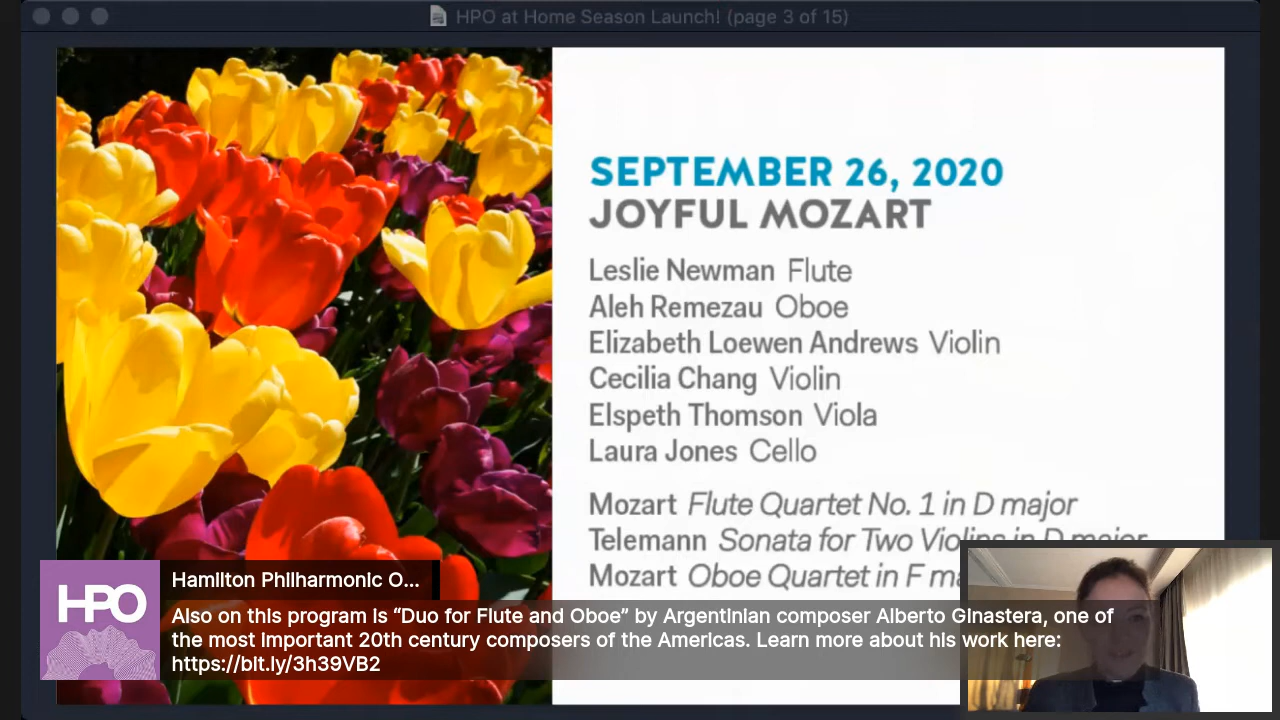 HPO at Home Season Launch! (page 3 of 15)
SEPTEMBER 26, 2020
JOYFUL MOZART
Leslie Newman Flute
Aleh Remezau Oboe
Elizabeth Loewen Andrews Violin
Cecilia Chang Violin
Elspeth Thomson Viola
Laura Jones Cello
Mozart Flute Quartet No. 1 in D major
Telemann Sonata for Two Violins in D major
Mozart Oboe Quartet in F
HPO
Hamilton Philharmonic O...
Also on this program is “Duo for Flute and Oboe” by Argentinian composer Alberto Ginastera, one of
the most important 20th century composers of the Americas. Learn more about his work here:
https://bit.ly/3h39VB2